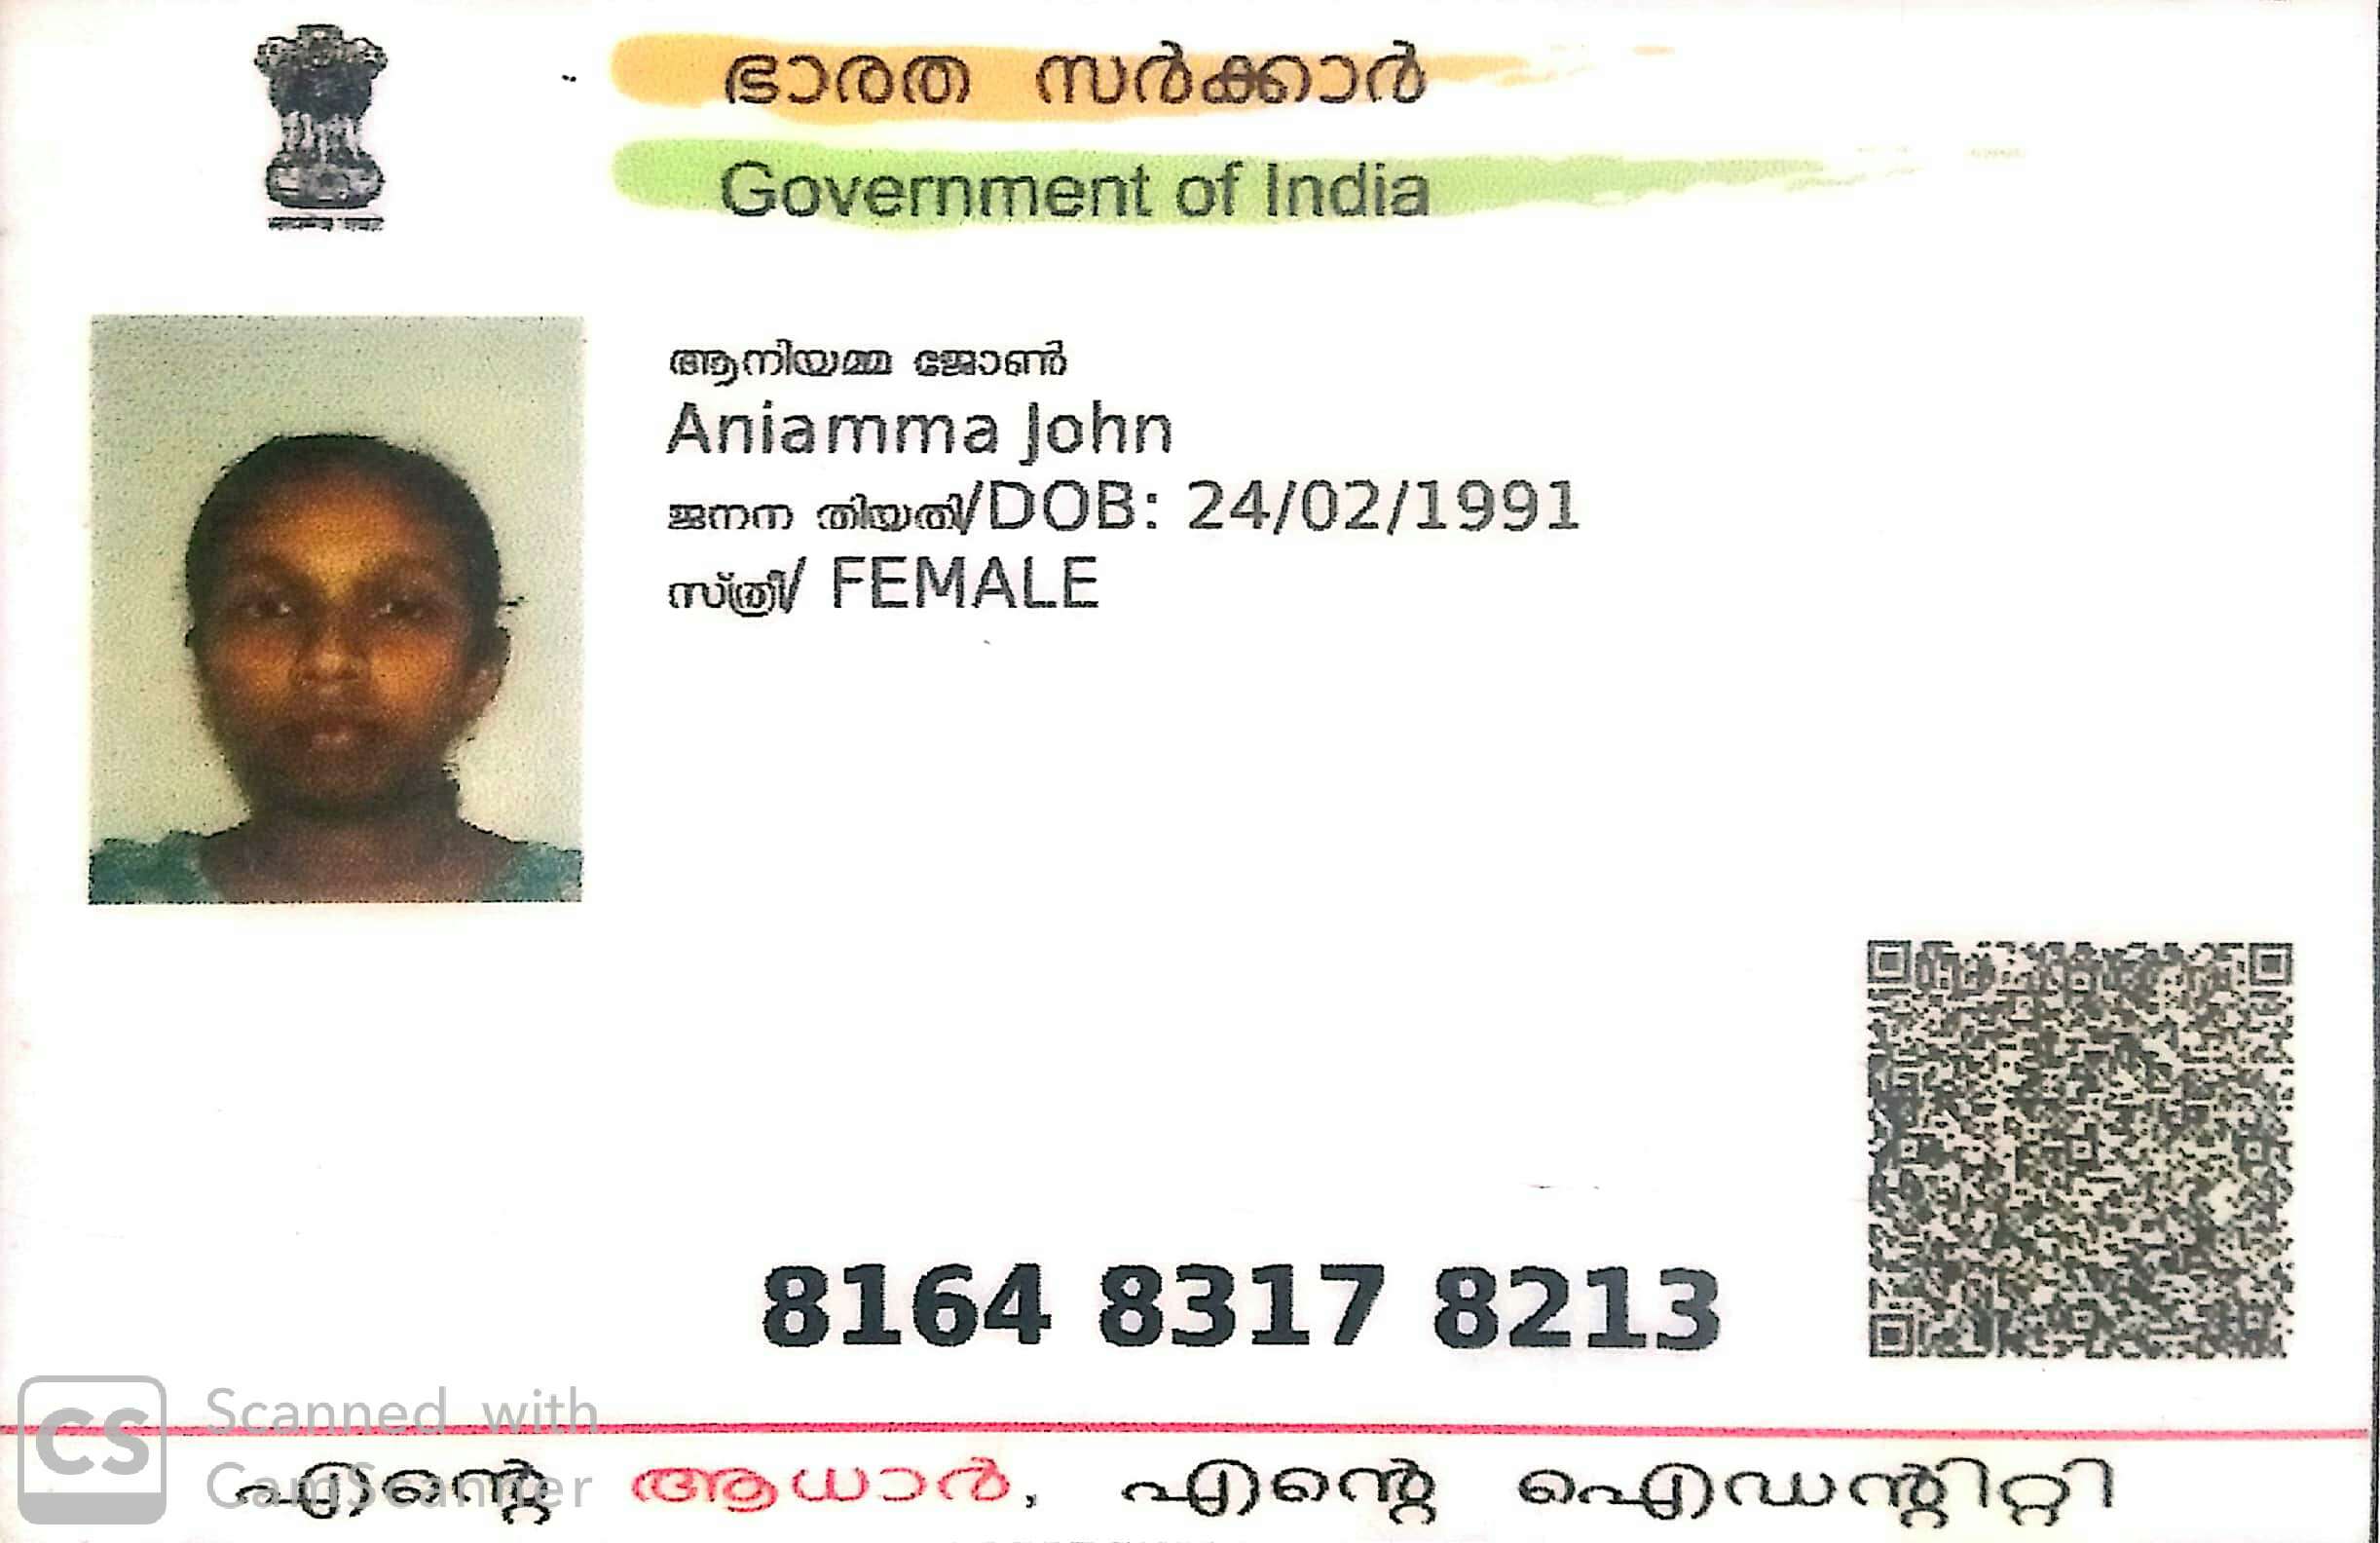 ഭാരത സർക്കാർ
Government of India
ആനിയമ്മ ജോൺ
Aniamma John
ജനന തിയതി/DOB: 24/02/1991
സ്ത്രീ/ FEMALE
8164 8317 8213
Scanned with
CamScanner
CS
എന്റെ ആധാർ, എന്റെ ഐഡന്റിറ്റി